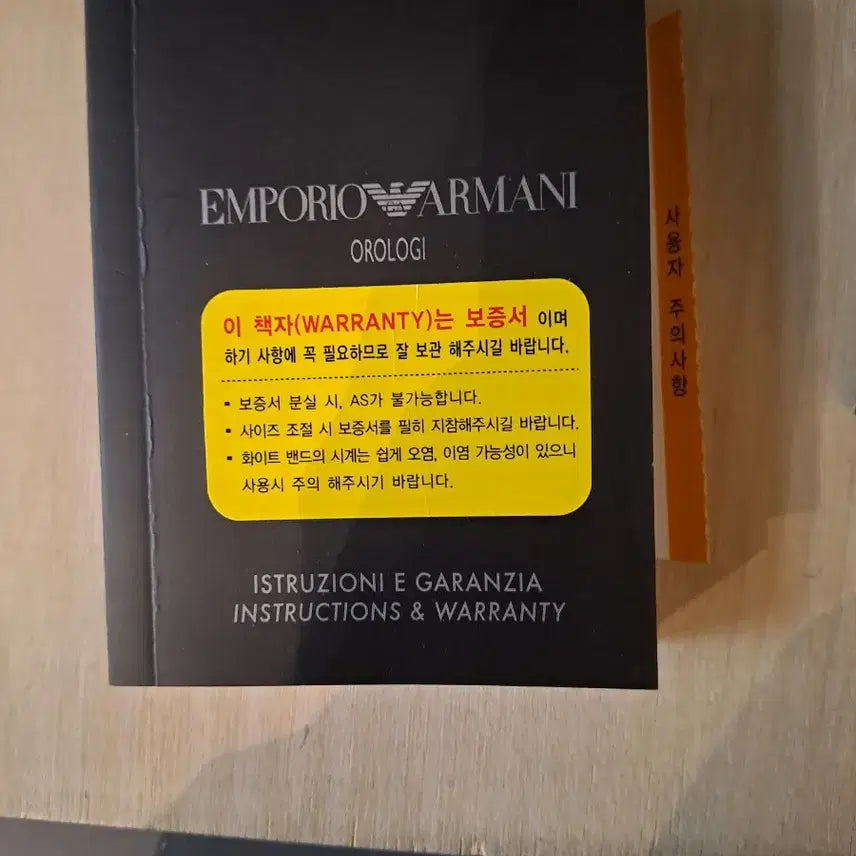 EMPORIO ARMANI
OROLOGI
이 책자(WARRANTY)는 보증서 이며
하기 사항에 꼭 필요하므로 잘 보관 해주시길 바랍니다.
▪ 보증서 분실 시, AS가 불가능합니다.
▪ 사이즈 조절 시 보증서를 필히 지참해주시길 바랍니다.
▪ 화이트 밴드의 시계는 쉽게 오염, 이염 가능성이 있으니
사용시 주의 해주시기 바랍니다.
ISTRUZIONI E GARANZIA
INSTRUCTIONS & WARRANTY
사용자 주의사항